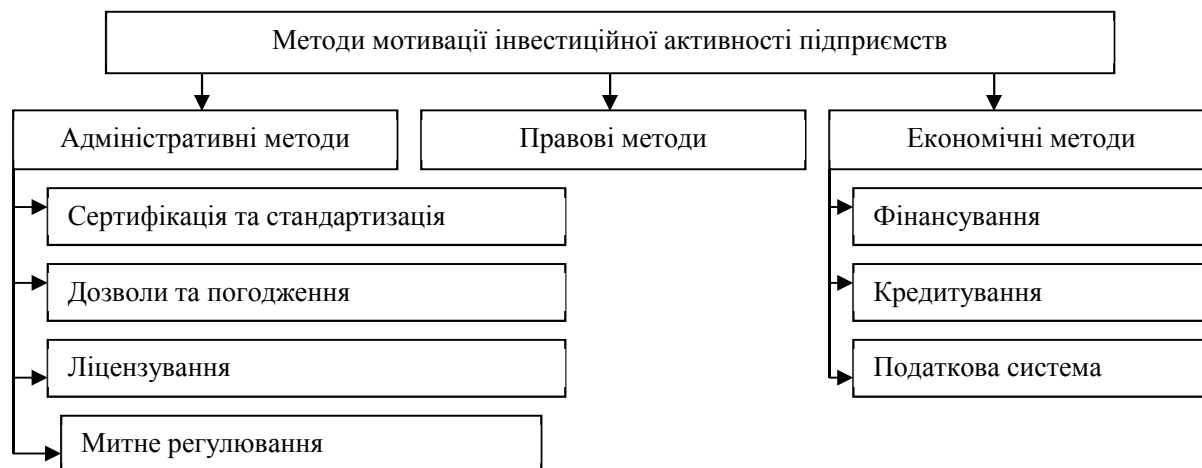 Методи мотивації інвестиційної активності підприємств
Адміністративні методи
Правові методи
Економічні методи
Сертифікація та стандартизація
Фінансування
Дозволи та погодження
Кредитування
Ліцензування
Податкова система
Митне регулювання